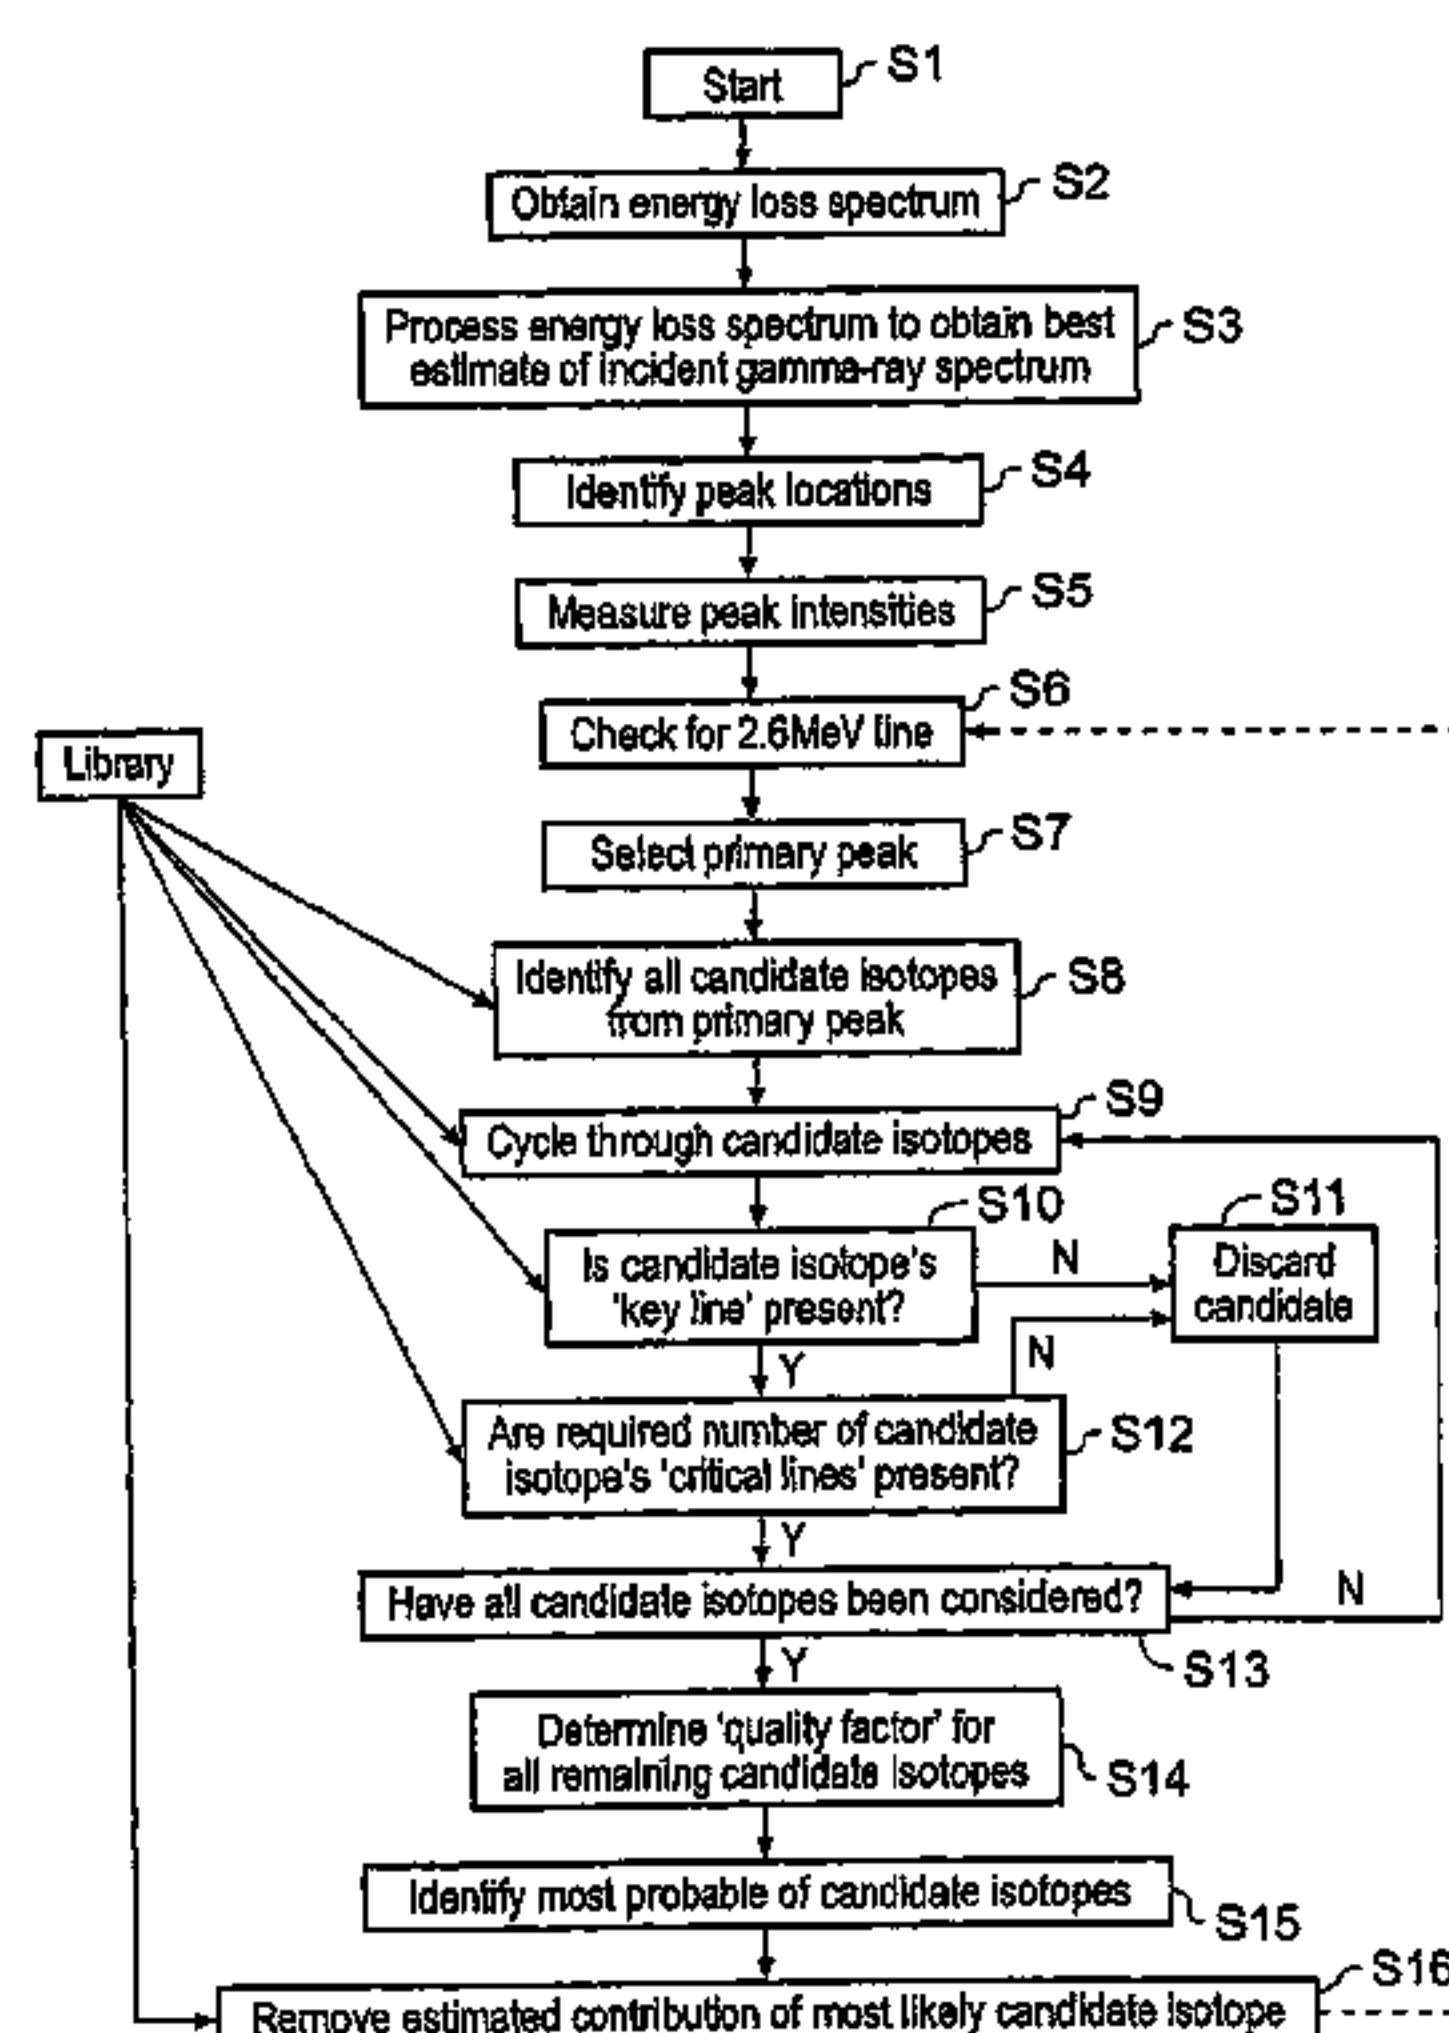 Start
S1
Obtain energy loss spectrum
S2
Process energy loss spectrum to obtain best
estimate of incident gamma-ray spectrum
S3
Identify peak locations
S4
Measure peak intensities
S5
Check for 2.6MeV line
S6
Library
Select primary peak
S7
Identify all candidate isotopes
from primary peak
S8
Cycle through candidate isotopes
S9
Is candidate isotope's
'key line' present?
S10
N
Discard
candidate
S11
Y
N
Are required number of candidate
isotope's 'critical lines' present?
S12
Y
Have all candidate isotopes been considered?
N
S13
Y
Determine 'quality factor' for
all remaining candidate isotopes
S14
Identify most probable of candidate isotopes
S15
Remove estimated contribution of most likely candidate isotope
S16